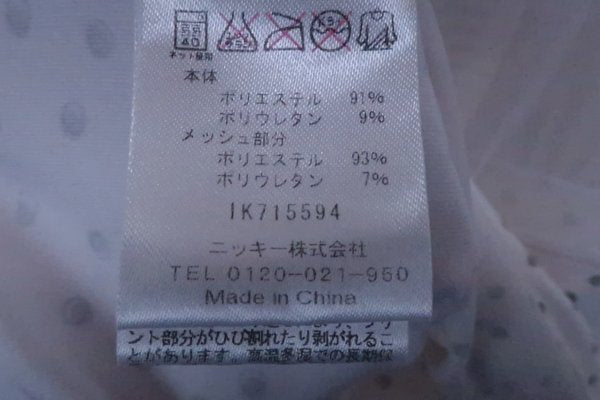 40
ネット使用
本体
ポリエステル 91%
ポリウレタン 9%
メッシュ部分
ポリエステル 93%
ポリウレタン 7%
IK715594
ニッキー株式会社
TEL 0120-021-950
Made in China
ント部分がひび割れたり剥がれるこ
とがあります。高温多湿での長期保